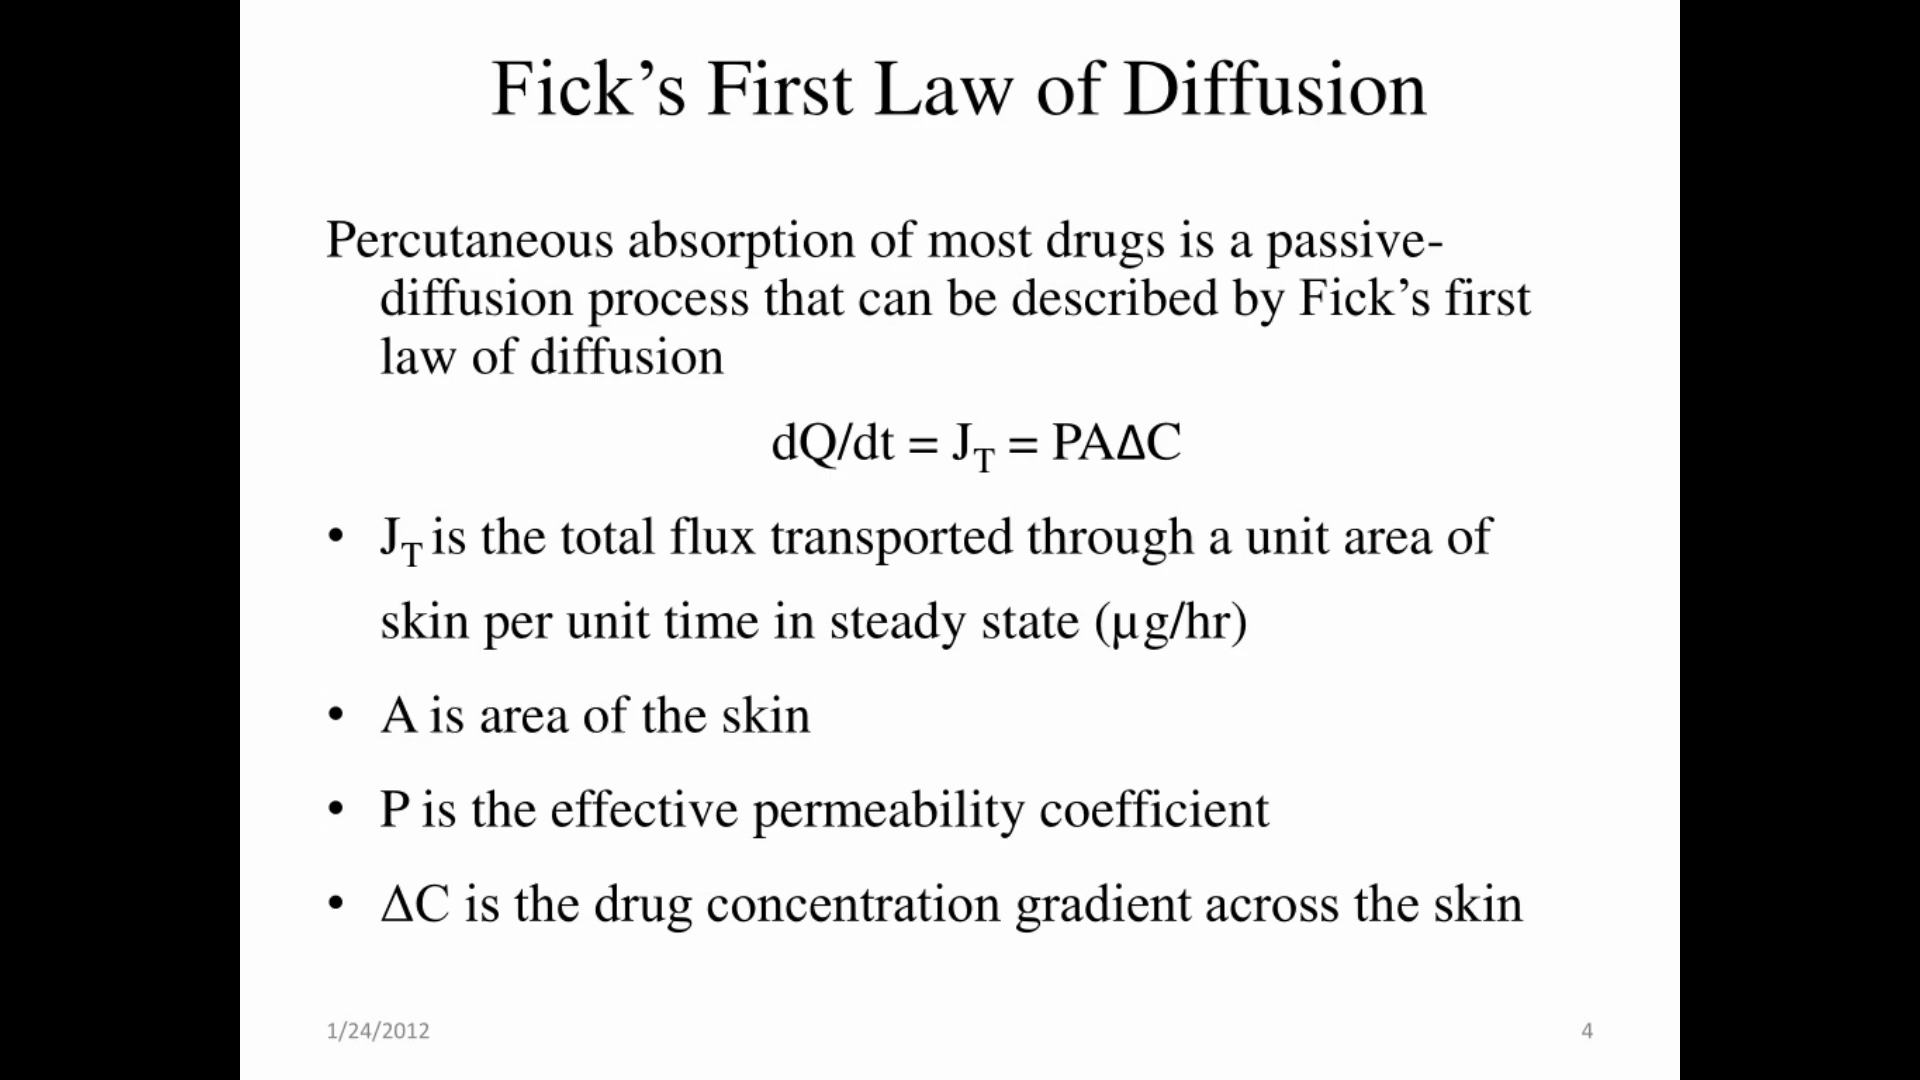 Fick’s First Law of Diffusion
Percutaneous absorption of most drugs is a passive-
diffusion process that can be described by Fick’s first
law of diffusion
dQ/dt = J_T = PAΔC
• J_T is the total flux transported through a unit area of
skin per unit time in steady state (μg/hr)
• A is area of the skin
• P is the effective permeability coefficient
• ΔC is the drug concentration gradient across the skin
1/24/2012
4